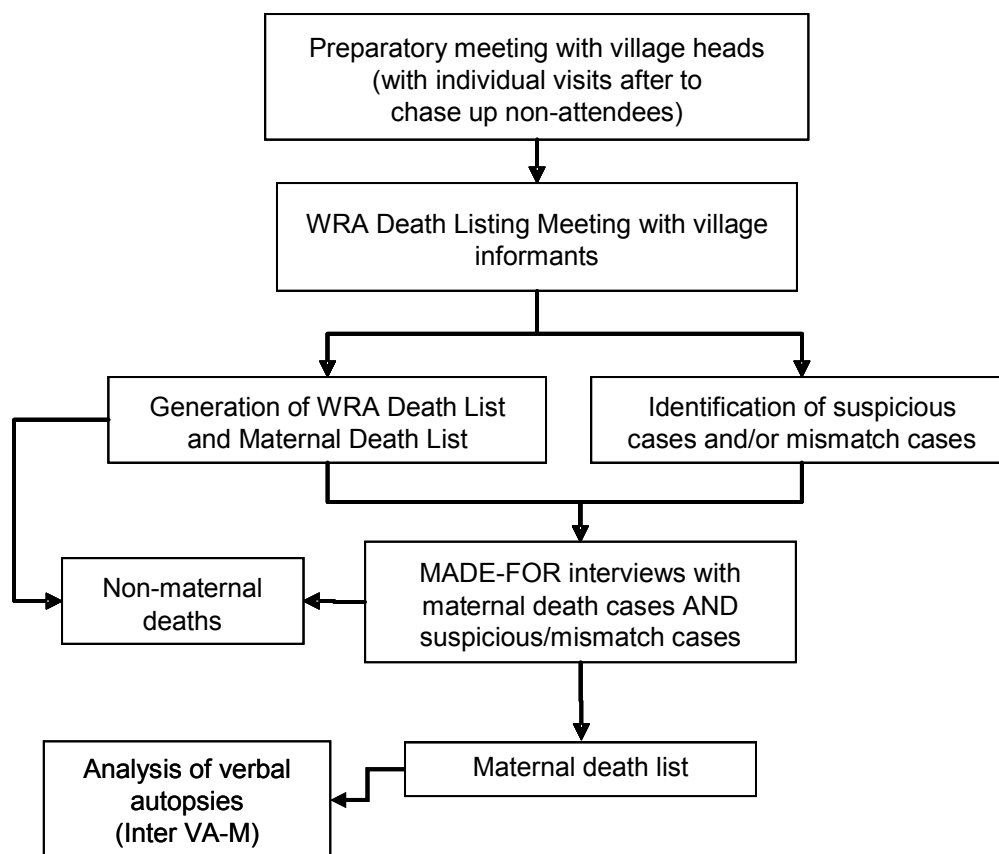 Preparatory meeting with village heads
(with individual visits after to
chase up non-attendees)
WRA Death Listing Meeting with village
informants
Generation of WRA Death List
and Maternal Death List
Identification of suspicious
cases and/or mismatch cases
Non-maternal
deaths
MADE-FOR interviews with
maternal death cases AND
suspicious/mismatch cases
Maternal death list
Analysis of verbal
autopsies
(Inter VA-M)